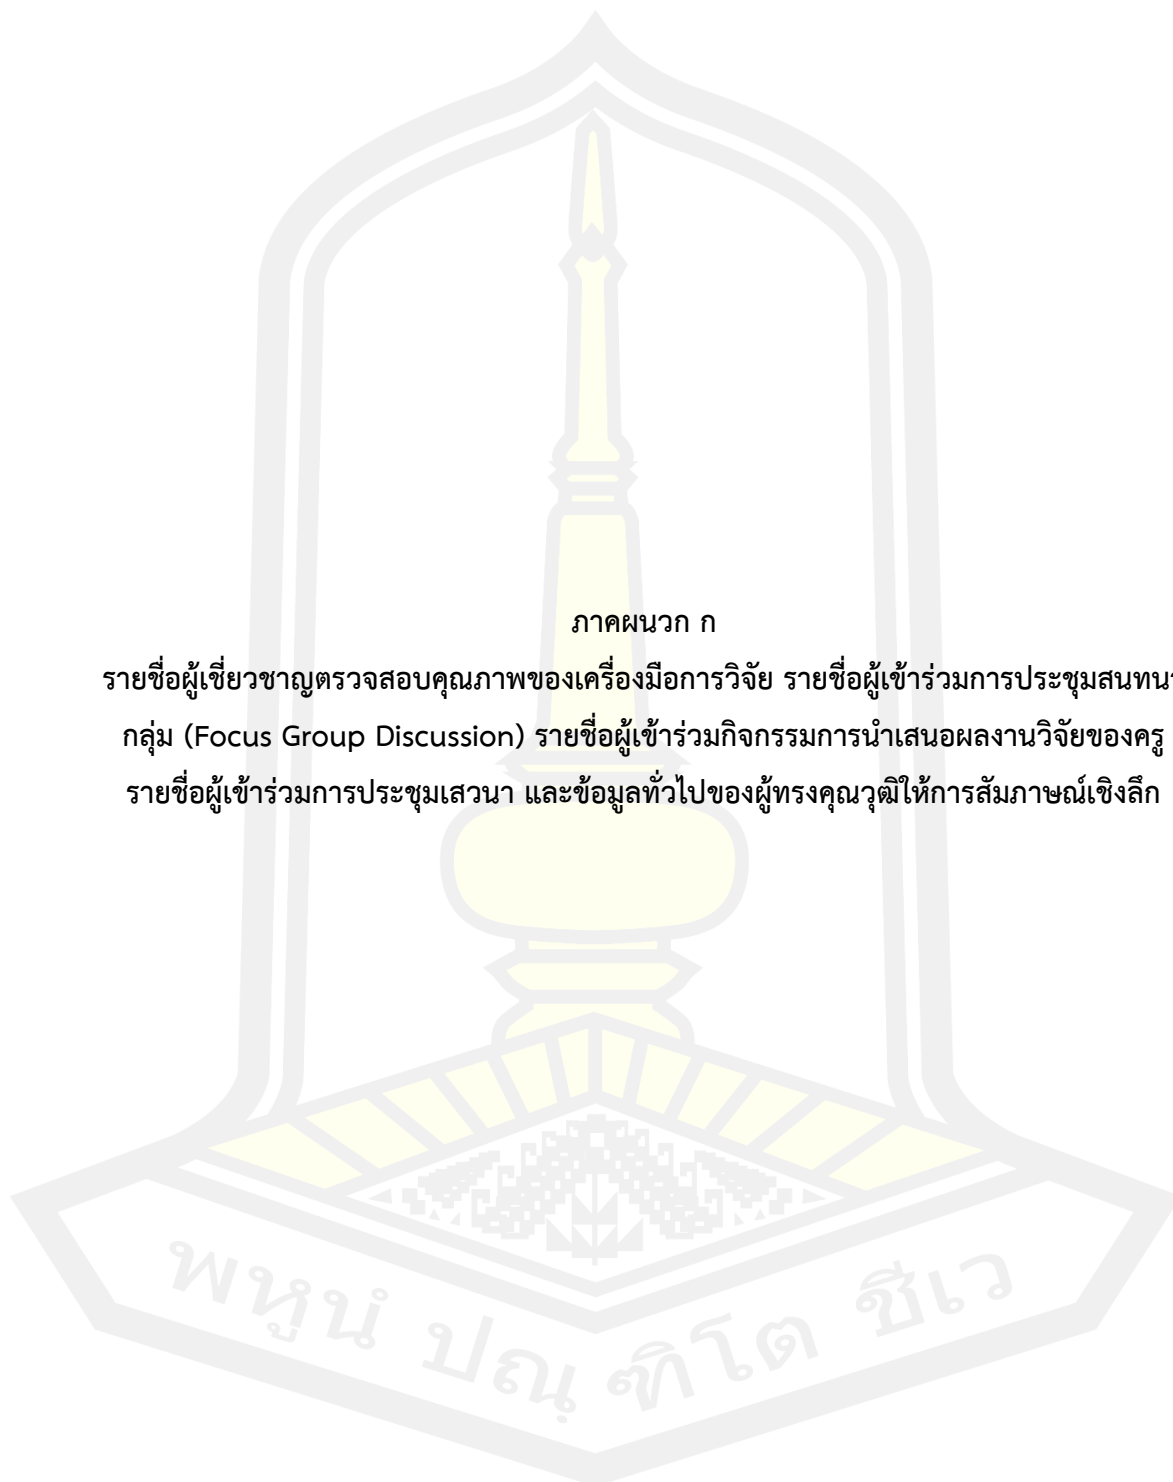 ภาคผนวก ก
รายชื่อผู้เชี่ยวชาญตรวจสอบคุณภาพของเครื่องมือการวิจัย รายชื่อผู้เข้าร่วมการประชุมสนทนา
กลุ่ม (Focus Group Discussion) รายชื่อผู้เข้าร่วมกิจกรรมการนำเสนอผลงานวิจัยของครู
รายชื่อผู้เข้าร่วมการประชุมเสวนา และข้อมูลทั่วไปของผู้ทรงคุณวุฒิให้การสัมภาษณ์เชิงลึก
พหูนํ ปณฺฑิโต ชีเว